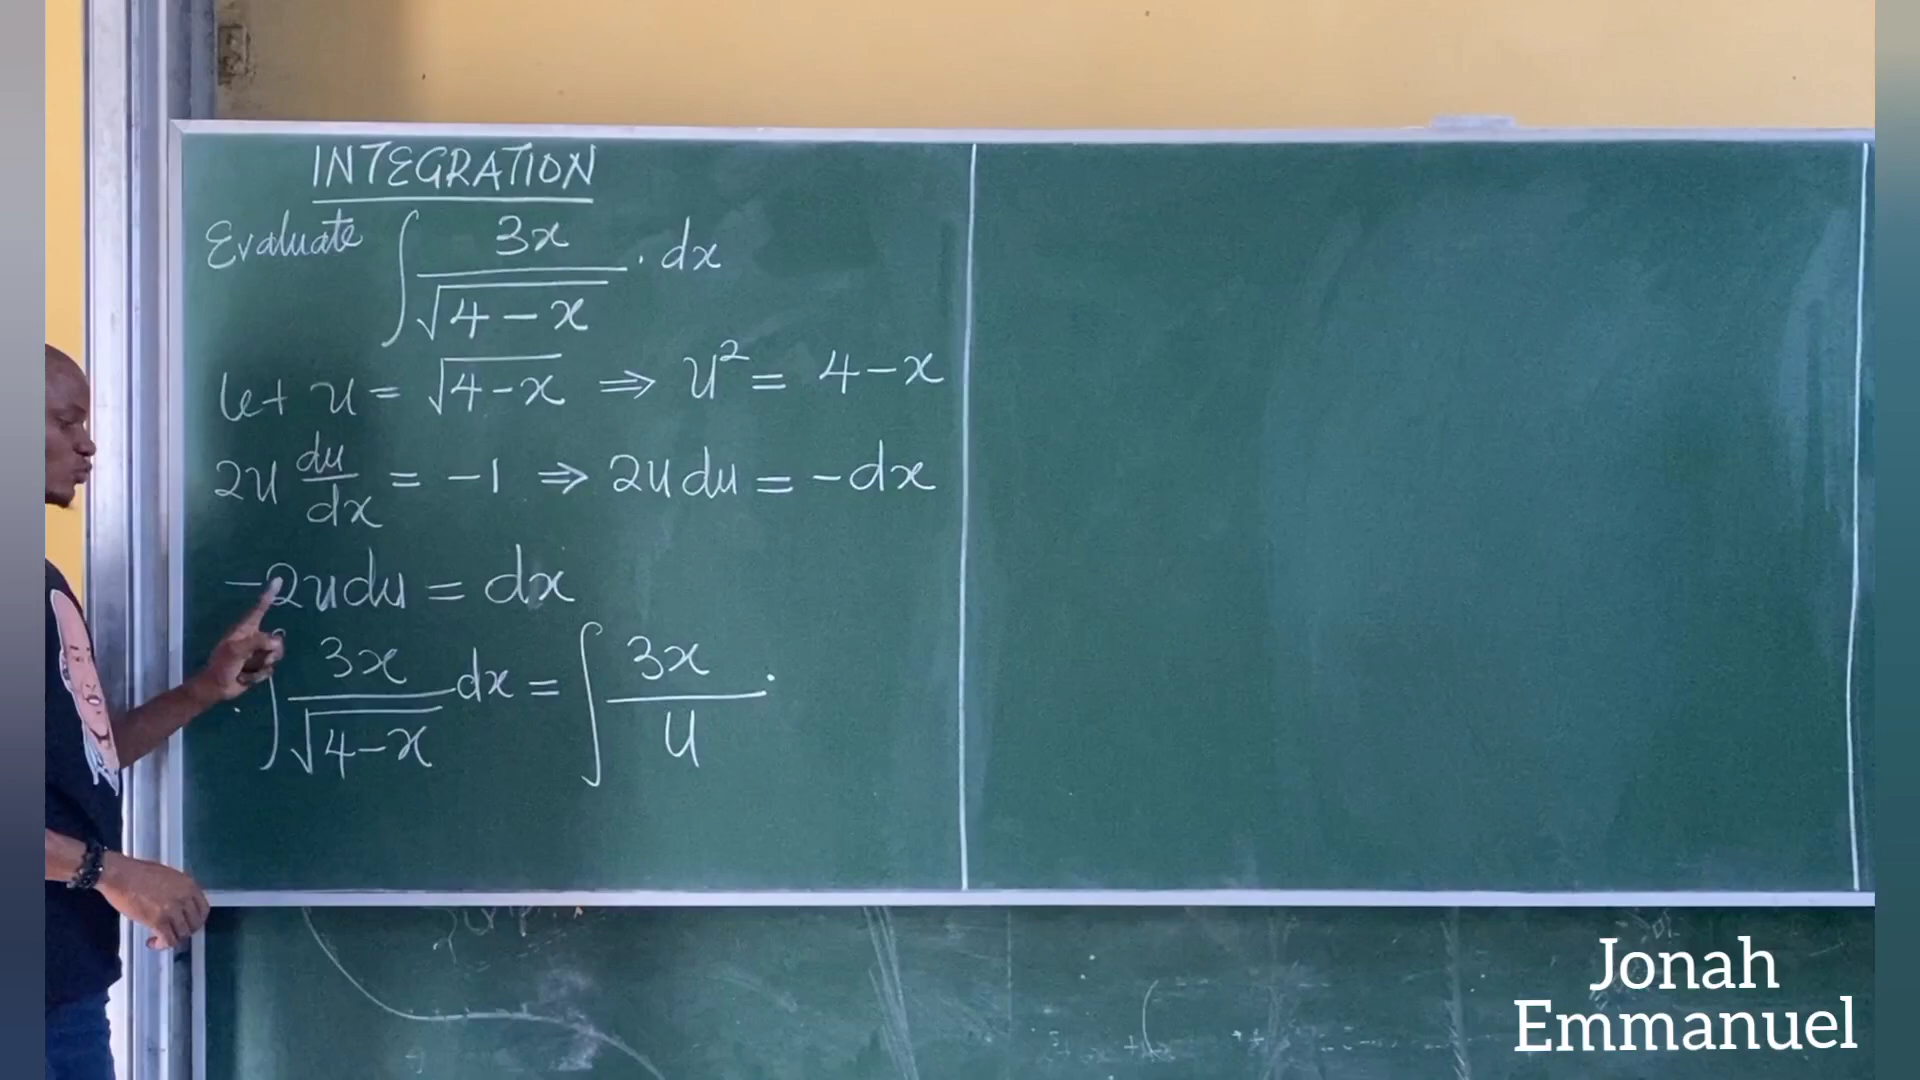 INTEGRATION
Evaluate ∫ 3x / √(4-x) · dx
let u = √(4-x) ⇒ u² = 4-x
2u du/dx = -1 ⇒ 2u du = -dx
-2u du = dx
∫ 3x / √(4-x) dx = ∫ 3x / u ·
Jonah
Emmanuel